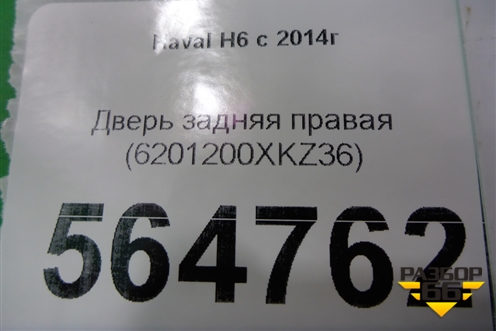 Haval H6 с 2014г
Дверь задняя правая
(6201200XKZ36)
564762
РАЗБОР
66